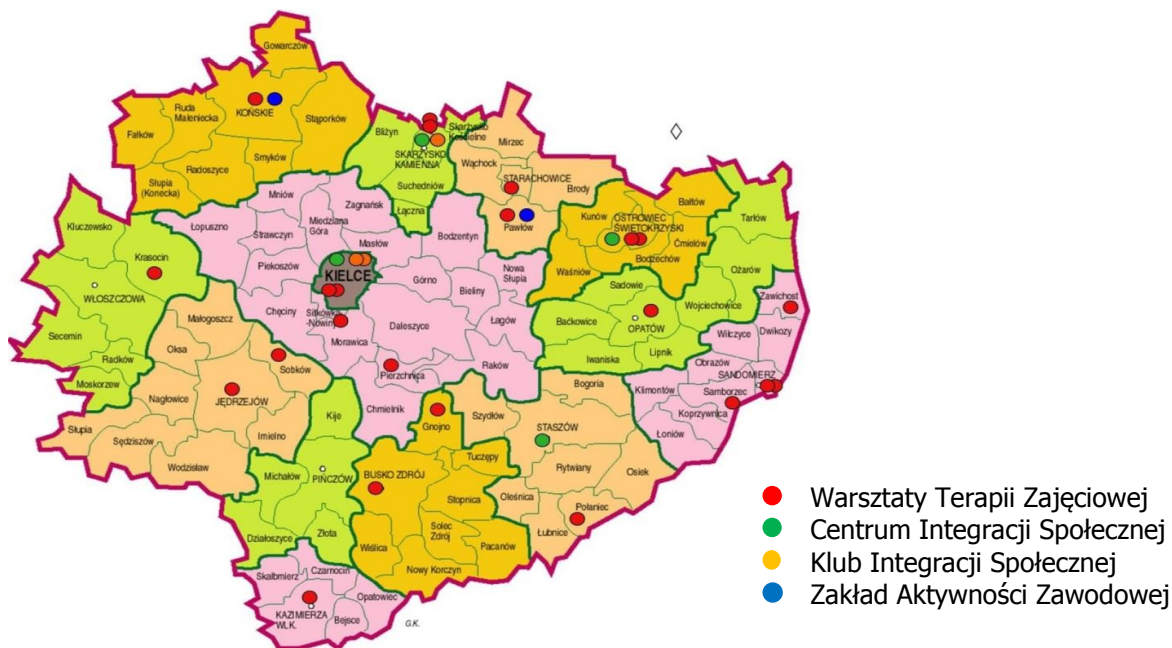 Gowarczów
KOŃSKIE
Ruda
Maleniecka
Stąporków
Fałków
Smyków
Radoszyce
Słupia
(Konecka)
Bliżyn
Skarżysko
Kościelne
SKARŻYSKO
KAMIENNA
Suchedniów
Łączna
Mirzec
Wąchock
STARACHOWICE
Brody
Pawłów
Kunów
OSTROWIEC
ŚWIĘTOKRZYSKI
Bałtów
Ćmielów
Waśniów
Bodzechów
Tarłów
Ożarów
Sadowie
Wojciechowice
Baćkowice
OPATÓW
Iwaniska
Lipnik
Zawichost
Dwikozy
Wilczyce
Obrazów
SANDOMIERZ
Klimontów
Samborzec
Koprzywnica
Łoniów
Mniów
Zagnańsk
Łopuszno
Strawczyn
Miedziana
Góra
Masłów
Bodzentyn
Piekoszów
KIELCE
Górno
Bieliny
Nowa
Słupia
Chęciny
Sitkówka-
Nowiny
Daleszyce
Łagów
Morawica
Pierzchnica
Raków
Chmielnik
Kluczewsko
Krasocin
WŁOSZCZOWA
Secemin
Radków
Moskorzew
Małogoszcz
Oksa
Sobków
Nagłowice
JĘDRZEJÓW
Słupia
Sędziszów
Imielno
Wodzisław
Kije
Michałów
PIŃCZÓW
Działoszyce
Złota
Gnojno
Tuczępy
BUSKO ZDRÓJ
Stopnica
Solec
Zdrój
Wiślica
Pacanów
Nowy Korczyn
Bogoria
Szydłów
STASZÓW
Rytwiany
Osiek
Oleśnica
Połaniec
Łubnice
Skalbmierz
Czarnocin
KAZIMIERZA
WLK.
Opatowiec
Bejsce
G.K.
Warsztaty Terapii Zajęciowej
Centrum Integracji Społecznej
Klub Integracji Społecznej
Zakład Aktywności Zawodowej